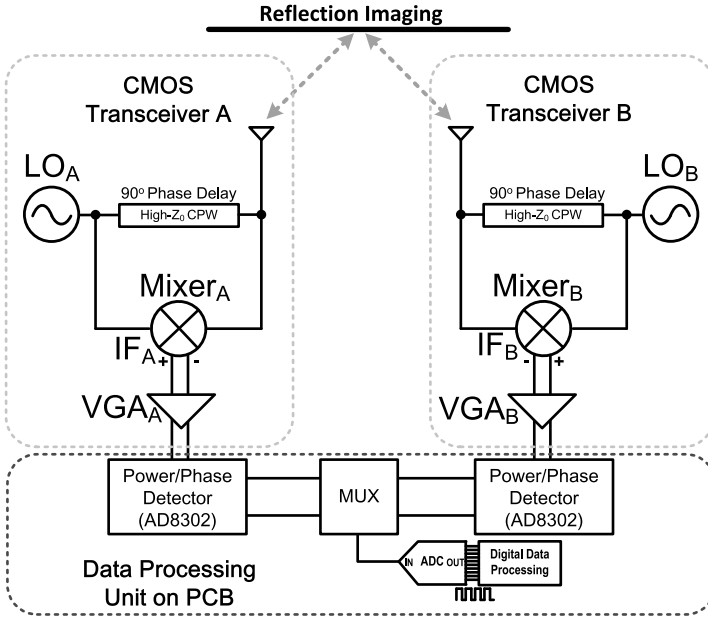 Reflection Imaging
CMOS
Transceiver A
CMOS
Transceiver B
LOA
90o Phase Delay
High-Z0 CPW
90o Phase Delay
High-Z0 CPW
LOB
MixerA
IFA + -
MixerB
IFB - +
VGAA
VGAB
Power/Phase
Detector
(AD8302)
MUX
Power/Phase
Detector
(AD8302)
IN ADC OUT
Digital Data
Processing
Data Processing
Unit on PCB